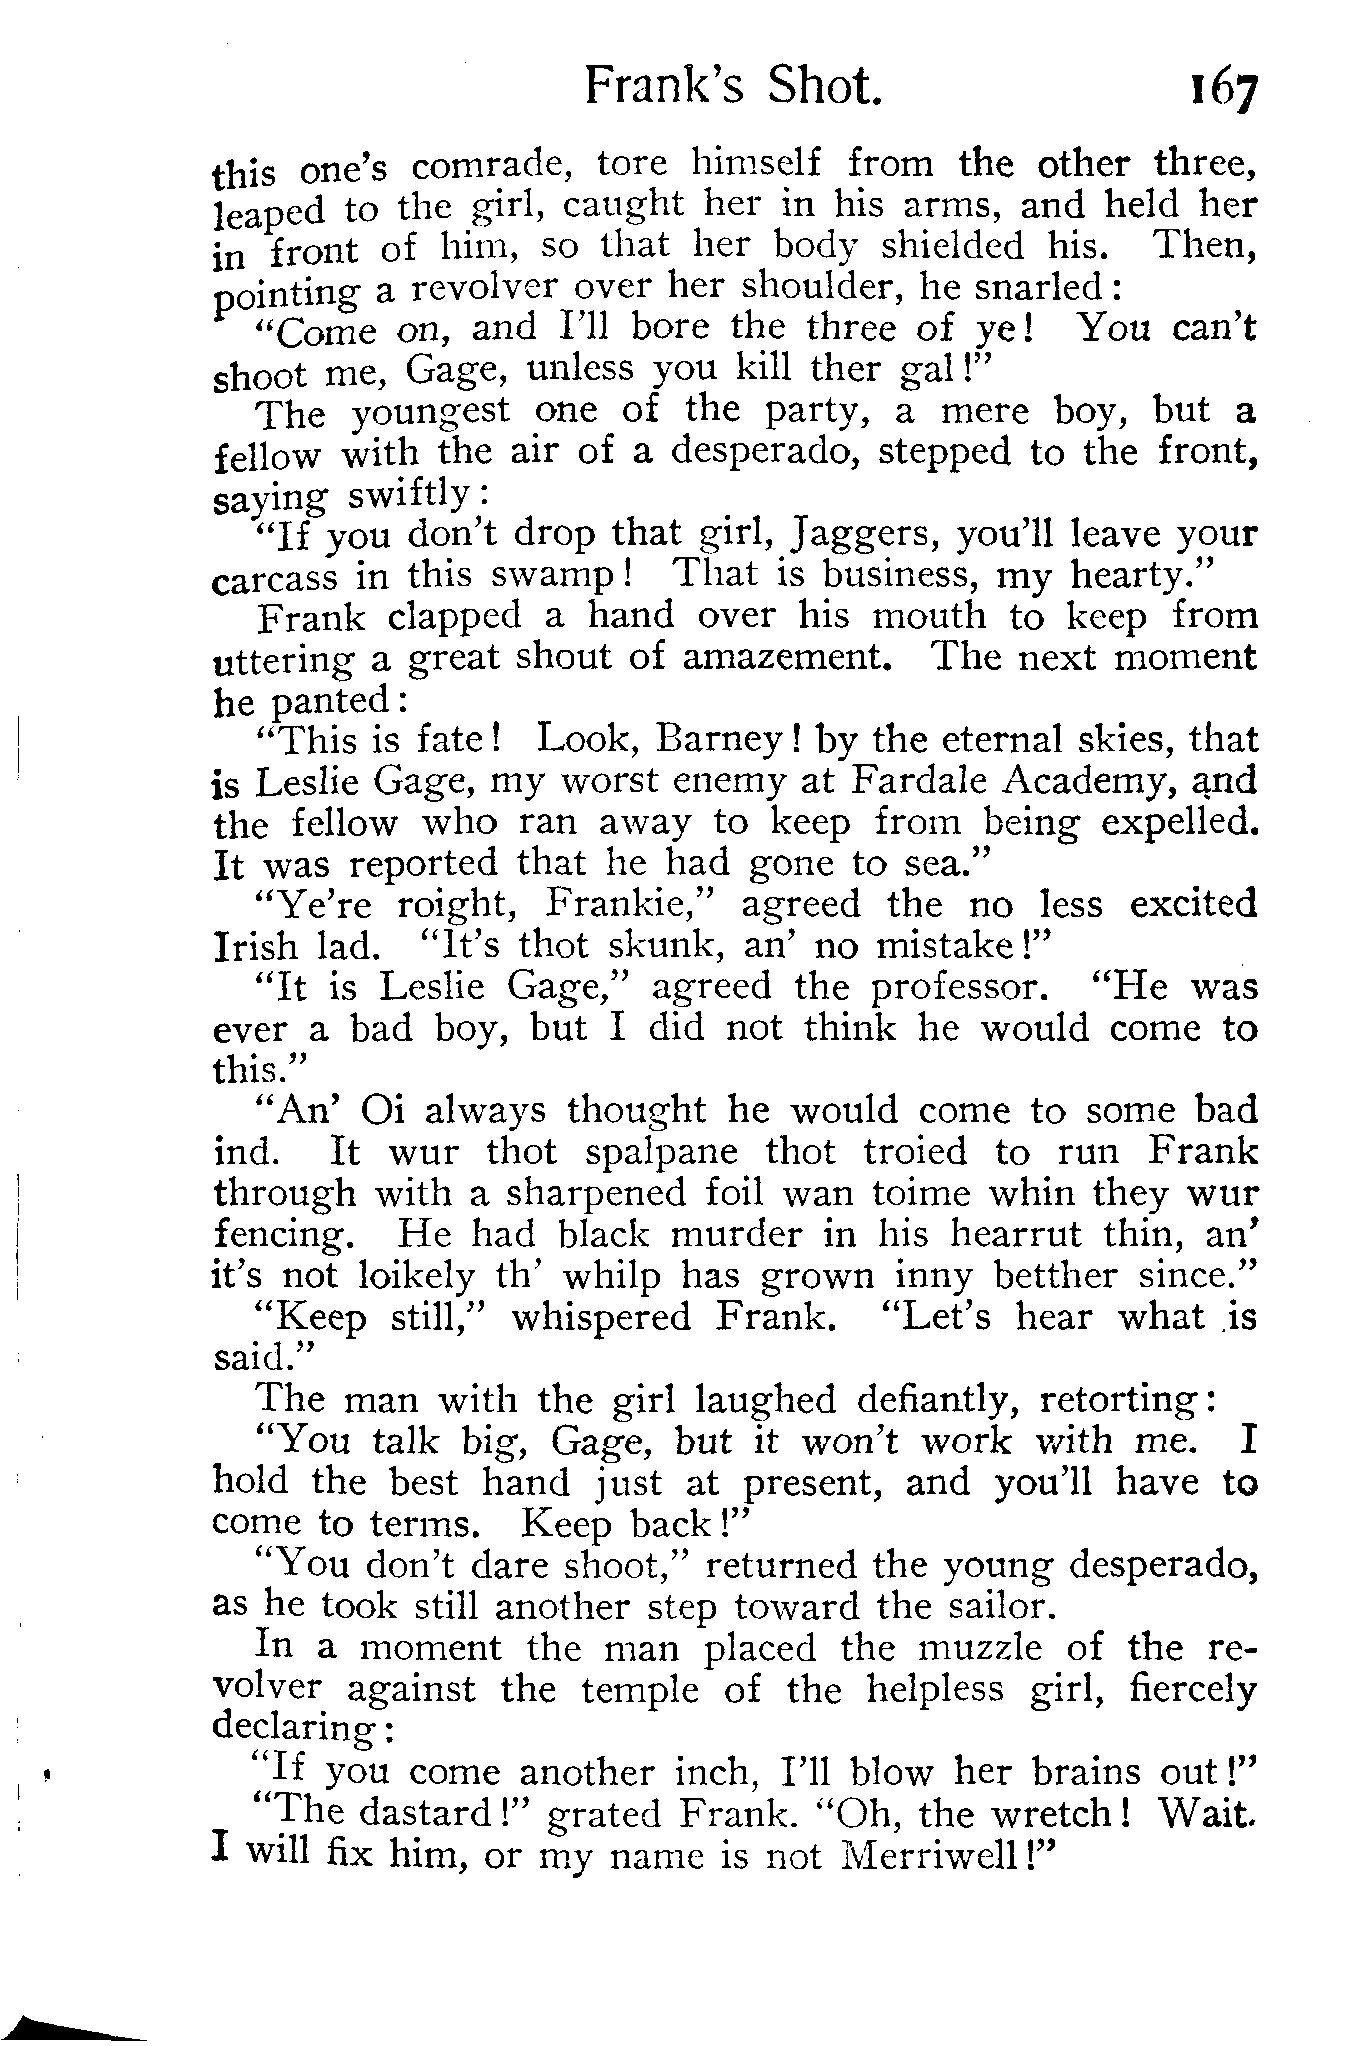 Frank's Shot. 167
this one's comrade, tore himself from the other three,
leaped to the girl, caught her in his arms, and held her
in front of him, so that her body shielded his. Then,
pointing a revolver over her shoulder, he snarled:
"Come on, and I'll bore the three of ye! You can't
shoot me, Gage, unless you kill ther gal!"
The youngest one of the party, a mere boy, but a
fellow with the air of a desperado, stepped to the front,
saying swiftly:
"If you don't drop that girl, Jaggers, you'll leave your
carcass in this swamp! That is business, my hearty."
Frank clapped a hand over his mouth to keep from
uttering a great shout of amazement. The next moment
he panted:
"This is fate! Look, Barney! by the eternal skies, that
is Leslie Gage, my worst enemy at Fardale Academy, and
the fellow who ran away to keep from being expelled.
It was reported that he had gone to sea."
"Ye're roight, Frankie," agreed the no less excited
Irish lad. "It's thot skunk, an' no mistake!"
"It is Leslie Gage," agreed the professor. "He was
ever a bad boy, but I did not think he would come to
this."
"An' Oi always thought he would come to some bad
ind. It wur thot spalpane thot troied to run Frank
through with a sharpened foil wan toime whin they wur
fencing. He had black murder in his hearrut thin, an'
it's not loikely th' whilp has grown inny betther since."
"Keep still," whispered Frank. "Let's hear what is
said."
The man with the girl laughed defiantly, retorting:
"You talk big, Gage, but it won't work with me. I
hold the best hand just at present, and you'll have to
come to terms. Keep back!"
"You don't dare shoot," returned the young desperado,
as he took still another step toward the sailor.
In a moment the man placed the muzzle of the re-
volver against the temple of the helpless girl, fiercely
declaring:
"If you come another inch, I'll blow her brains out!"
"The dastard!" grated Frank. "Oh, the wretch! Wait.
I will fix him, or my name is not Merriwell!"